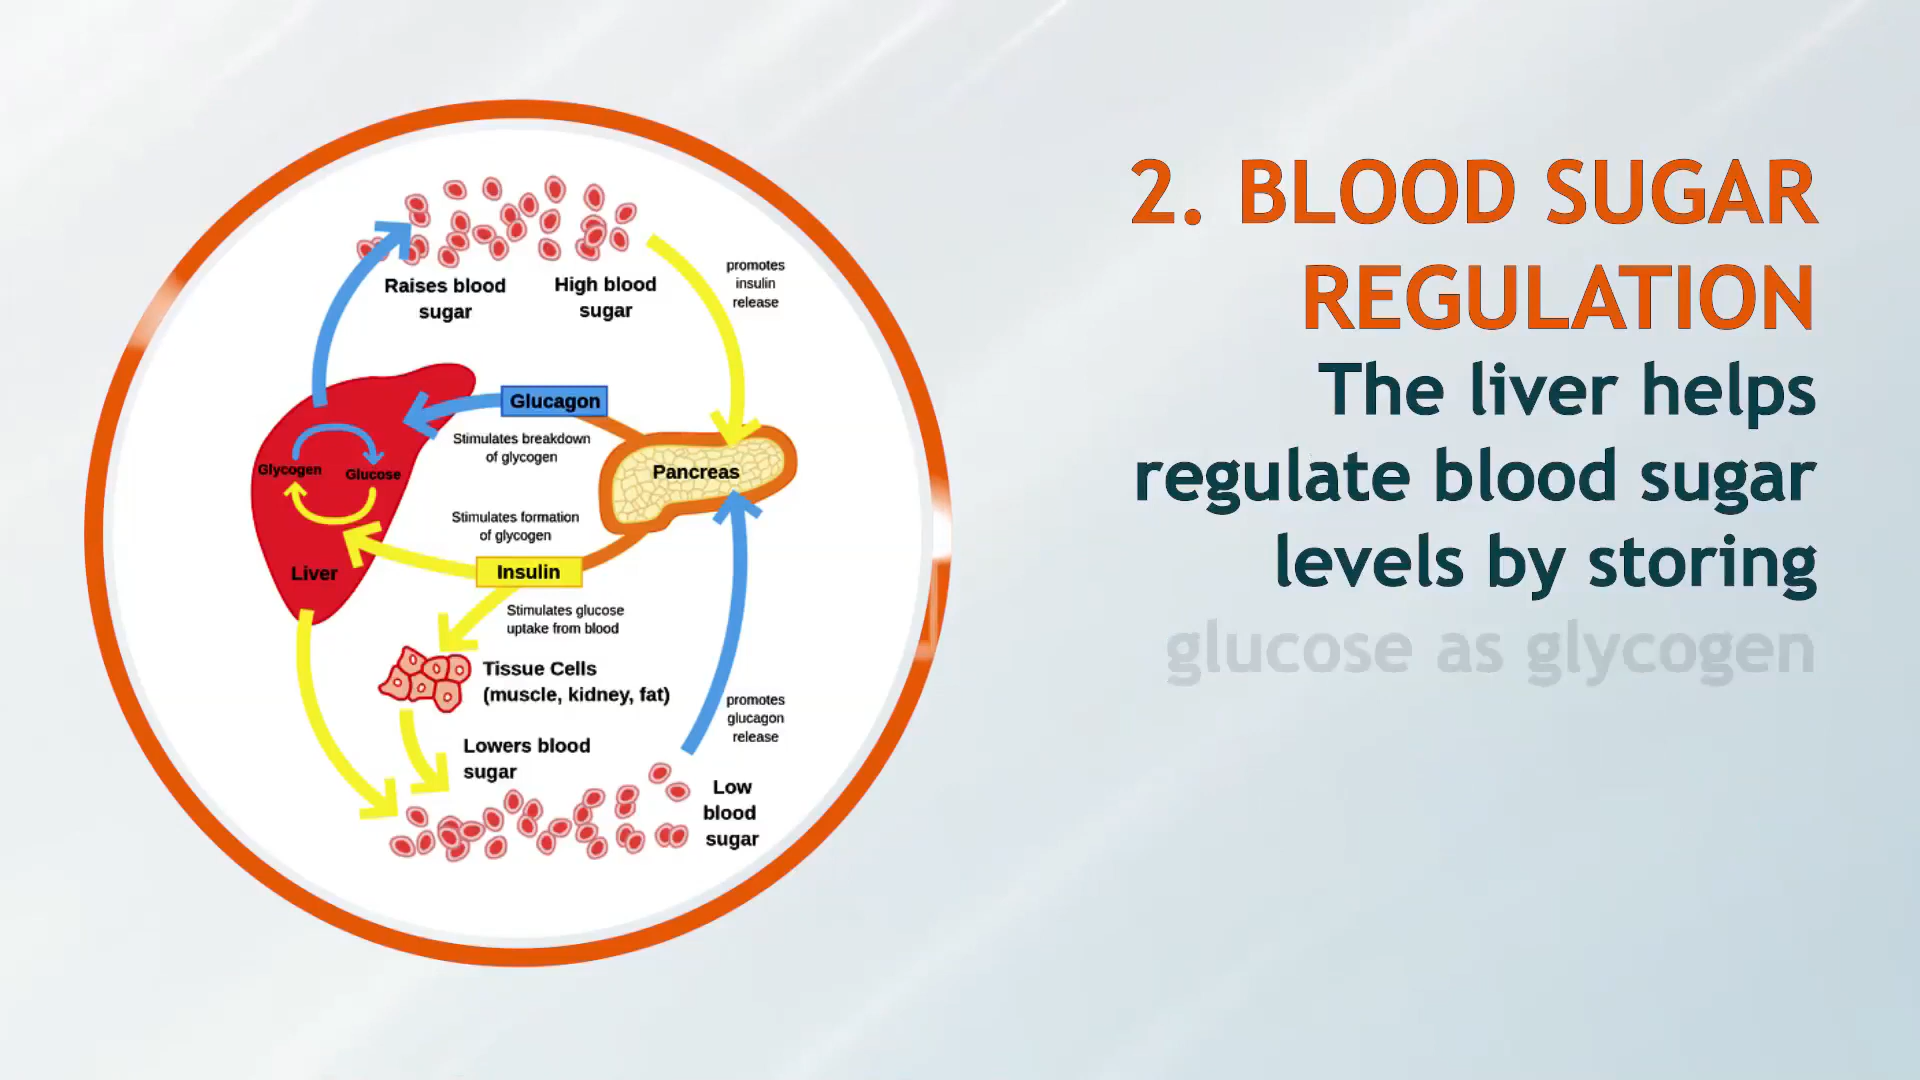 Raises blood
sugar
High blood
sugar
promotes
insulin
release
Glucagon
Stimulates breakdown
of glycogen
Pancreas
Glycogen
Glucose
Stimulates formation
of glycogen
Liver
Insulin
Stimulates glucose
uptake from blood
Tissue Cells
(muscle, kidney, fat)
promotes
glucagon
release
Lowers blood
sugar
Low
blood
sugar
2. BLOOD SUGAR
REGULATION
The liver helps
regulate blood sugar
levels by storing
glucose as glycogen